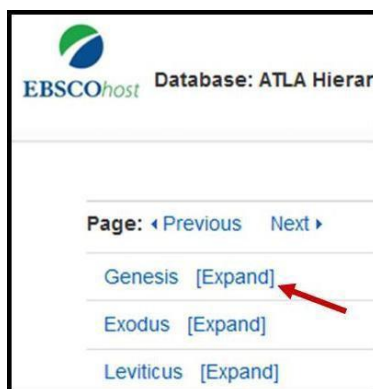 EBSCOhost Database: ATLA Hierar
Page: Previous Next
Genesis [Expand]
Exodus [Expand]
Leviticus [Expand]